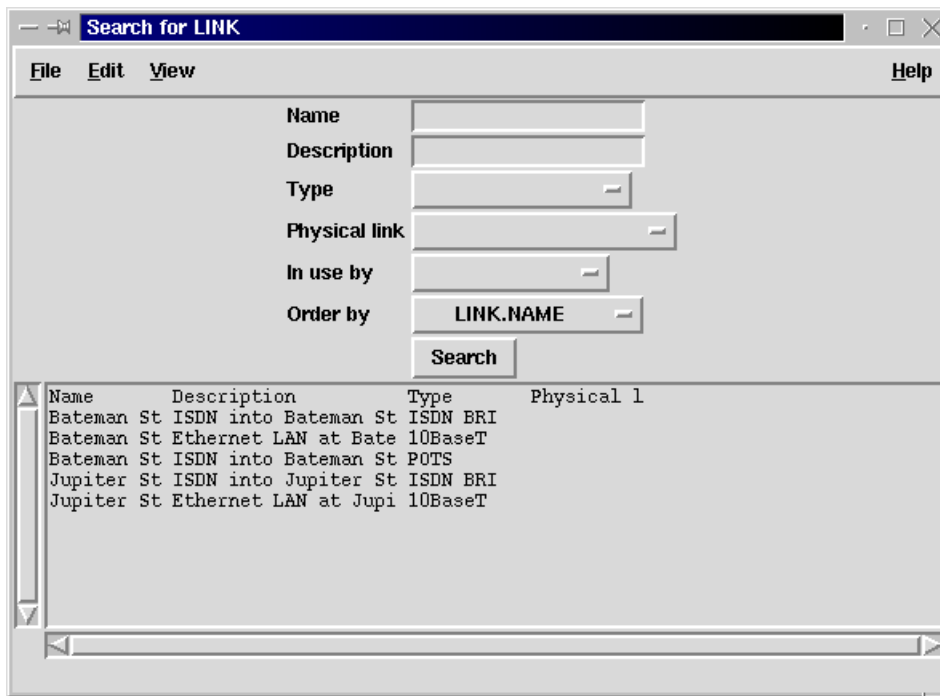 Search for LINK
File Edit View Help
Name
Description
Type
Physical link
In use by
Order by LINK.NAME
Search
Name Description Type Physical l
Bateman St ISDN into Bateman St ISDN BRI
Bateman St Ethernet LAN at Bate 10BaseT
Bateman St ISDN into Bateman St POTS
Jupiter St ISDN into Jupiter St ISDN BRI
Jupiter St Ethernet LAN at Jupi 10BaseT